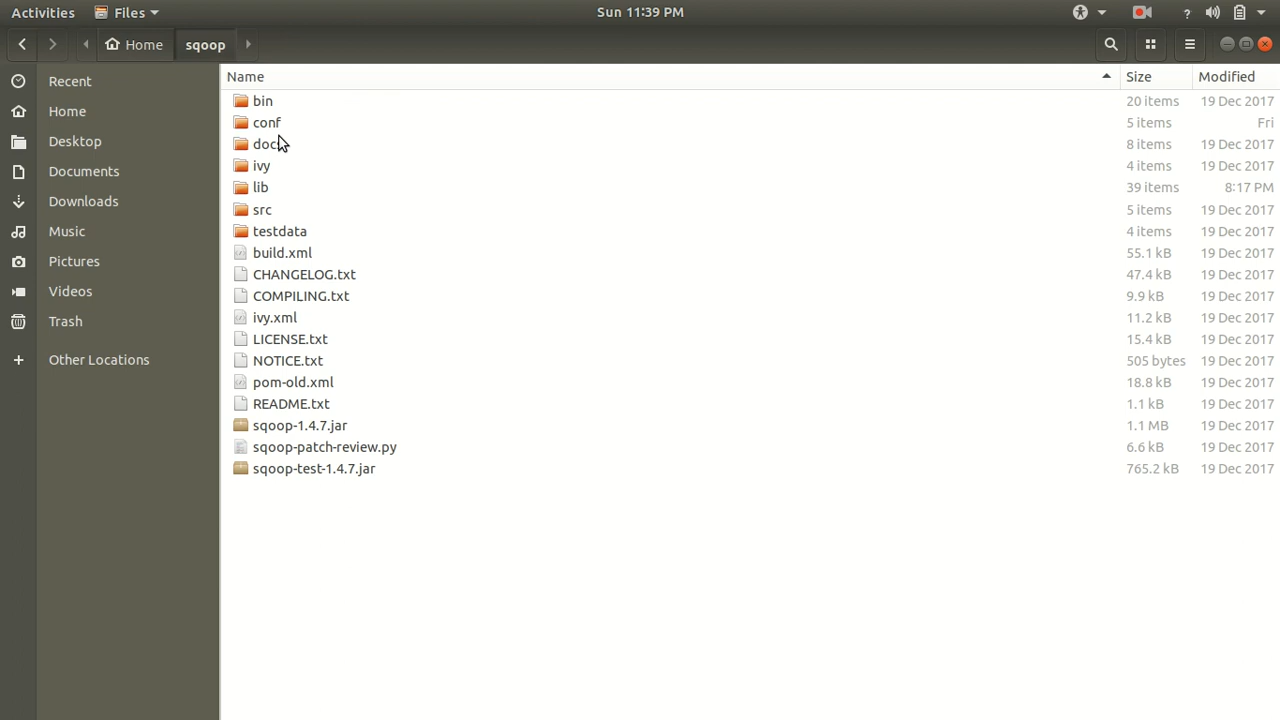 Activities Files Sun 11:39 PM ?
Home sqoop
Name Size Modified
Recent
Home
Desktop
Documents
Downloads
Music
Pictures
Videos
Trash
+ Other Locations
bin 20 items 19 Dec 2017
conf 5 items Fri
doc 8 items 19 Dec 2017
ivy 4 items 19 Dec 2017
lib 39 items 8:17 PM
src 5 items 19 Dec 2017
testdata 4 items 19 Dec 2017
build.xml 55.1 kB 19 Dec 2017
CHANGELOG.txt 47.4 kB 19 Dec 2017
COMPILING.txt 9.9 kB 19 Dec 2017
ivy.xml 11.2 kB 19 Dec 2017
LICENSE.txt 15.4 kB 19 Dec 2017
NOTICE.txt 505 bytes 19 Dec 2017
pom-old.xml 18.8 kB 19 Dec 2017
README.txt 1.1 kB 19 Dec 2017
sqoop-1.4.7.jar 1.1 MB 19 Dec 2017
sqoop-patch-review.py 6.6 kB 19 Dec 2017
sqoop-test-1.4.7.jar 765.2 kB 19 Dec 2017